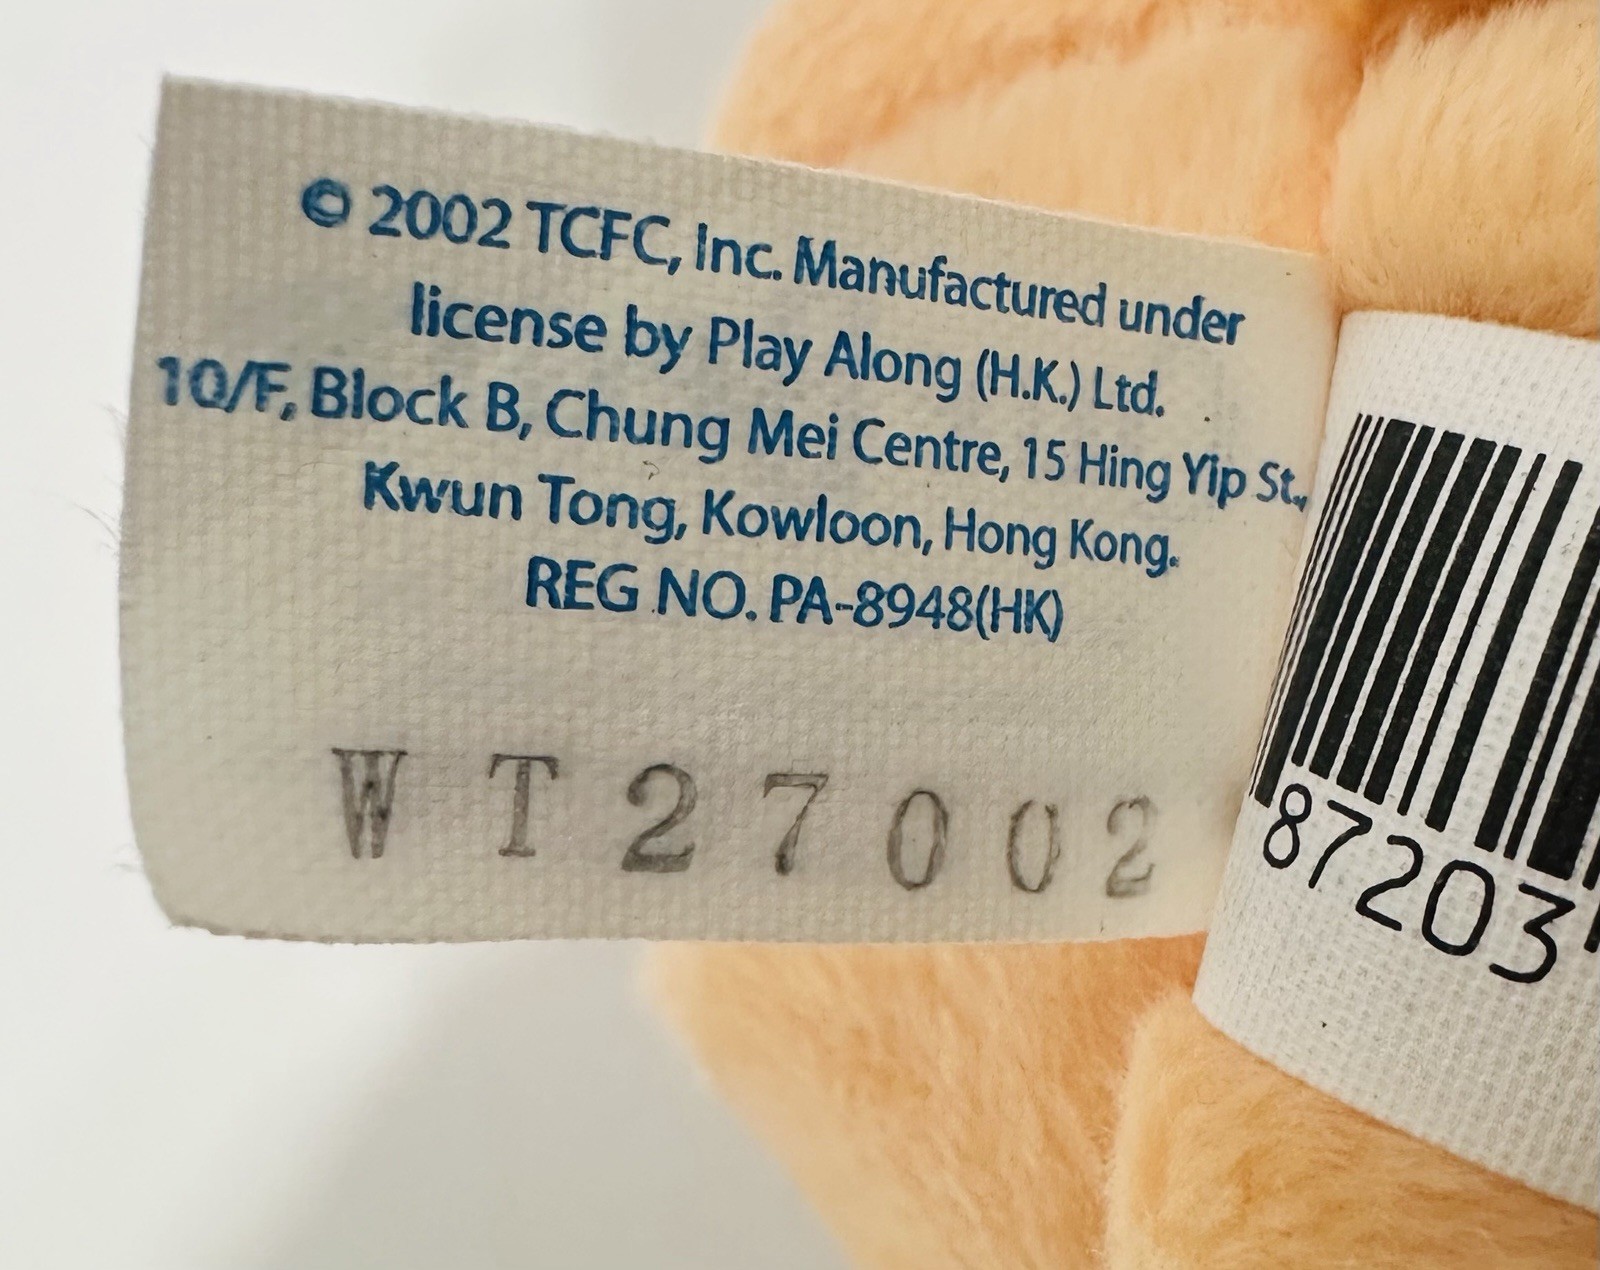 © 2002 TCFC, Inc. Manufactured under
license by Play Along (H.K.) Ltd.
10/F, Block B, Chung Mei Centre, 15 Hing Yip St.,
Kwun Tong, Kowloon, Hong Kong.
REG NO. PA-8948(HK)
WT27002
87203